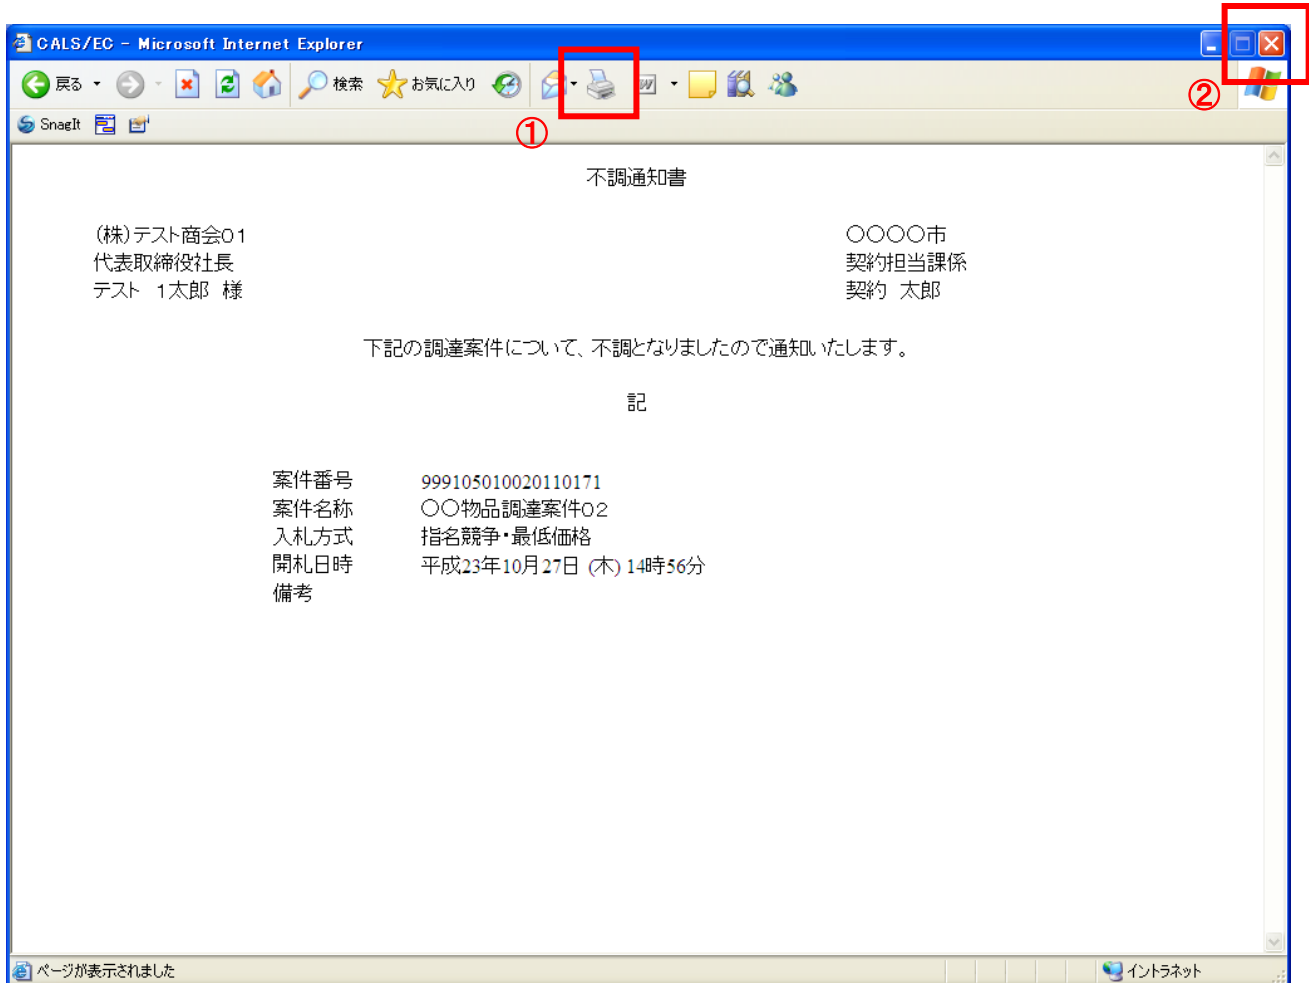 CALS/EC - Microsoft Internet Explorer
戻る 検索 お気に入り
②
SnagIt
①
不調通知書
(株)テスト商会01 〇〇〇〇市
代表取締役社長 契約担当課係
テスト 1太郎 様 契約 太郎
下記の調達案件について、不調となりましたので通知いたします。
記
案件番号 999105010020110171
案件名称 〇〇物品調達案件02
入札方式 指名競争・最低価格
開札日時 平成23年10月27日 (木) 14時56分
備考
ページが表示されました イントラネット